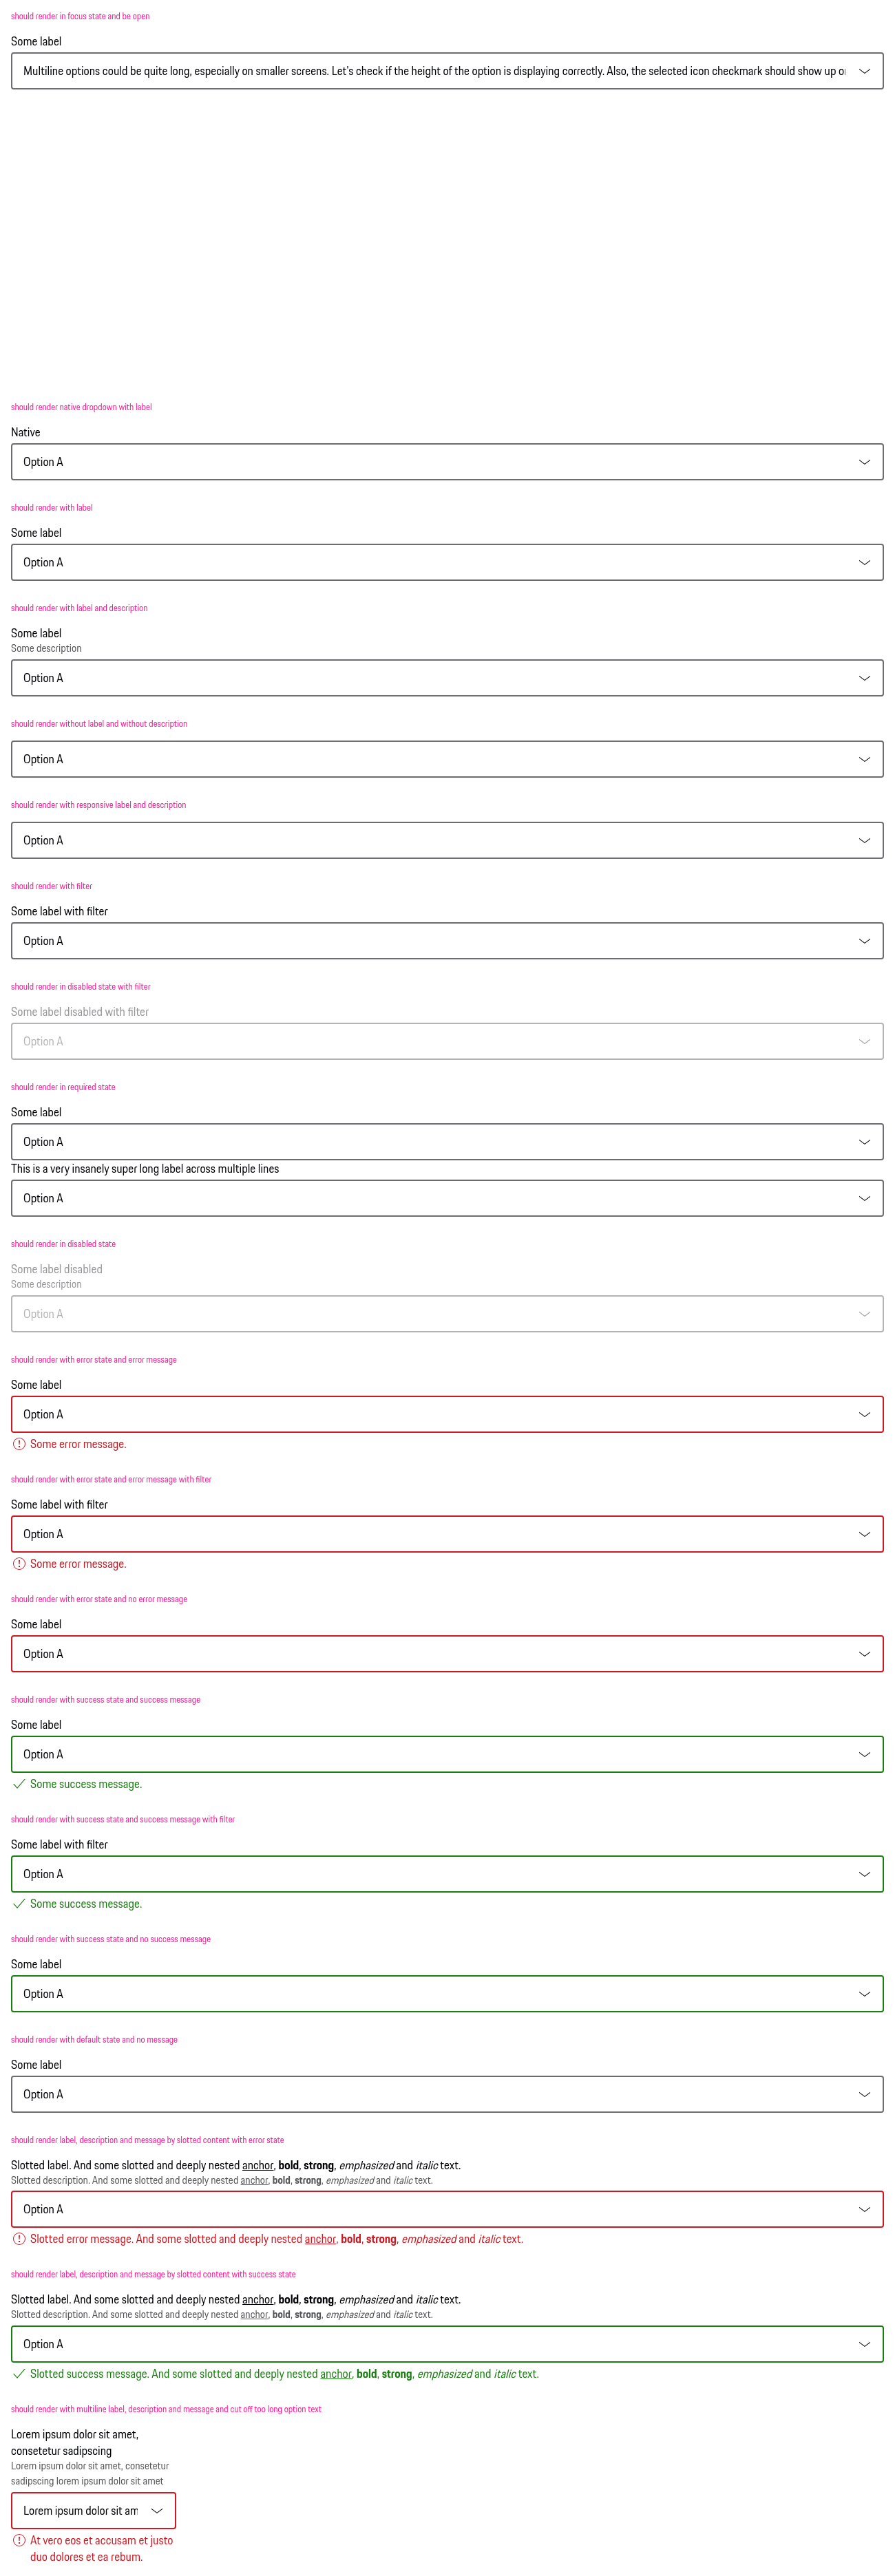 should render in focus state and be open
Some label
Multiline options could be quite long, especially on smaller screens. Let's check if the height of the option is displaying correctly. Also, the selected icon checkmark should show up
should render native dropdown with label
Native
Option A
should render with label
Some label
Option A
should render with label and description
Some label
Some description
Option A
should render without label and without description
Option A
should render with responsive label and description
Option A
should render with filter
Some label with filter
Option A
should render in disabled state with filter
Some label disabled with filter
Option A
should render in required state
Some label
Option A
This is a very insanely super long label across multiple lines
Option A
should render in disabled state
Some label disabled
Some description
Option A
should render with error state and error message
Some label
Option A
Some error message.
should render with error state and error message with filter
Some label with filter
Option A
Some error message.
should render with error state and no error message
Some label
Option A
should render with success state and success message
Some label
Option A
Some success message.
should render with success state and success message with filter
Some label with filter
Option A
Some success message.
should render with success state and no success message
Some label
Option A
should render with default state and no message
Some label
Option A
should render label, description and message by slotted content with error state
Slotted label. And some slotted and deeply nested anchor, bold, strong, emphasized and italic text.
Slotted description. And some slotted and deeply nested anchor, bold, strong, emphasized and italic text.
Option A
Slotted error message. And some slotted and deeply nested anchor, bold, strong, emphasized and italic text.
should render label, description and message by slotted content with success state
Slotted label. And some slotted and deeply nested anchor, bold, strong, emphasized and italic text.
Slotted description. And some slotted and deeply nested anchor, bold, strong, emphasized and italic text.
Option A
Slotted success message. And some slotted and deeply nested anchor, bold, strong, emphasized and italic text.
should render with multiline label, description and message and cut off too long option text
Lorem ipsum dolor sit amet,
consetetur sadipscing
Lorem ipsum dolor sit amet, consetetur
sadipscing lorem ipsum dolor sit amet
Lorem ipsum dolor sit am
At vero eos et accusam et justo
duo dolores et ea rebum.